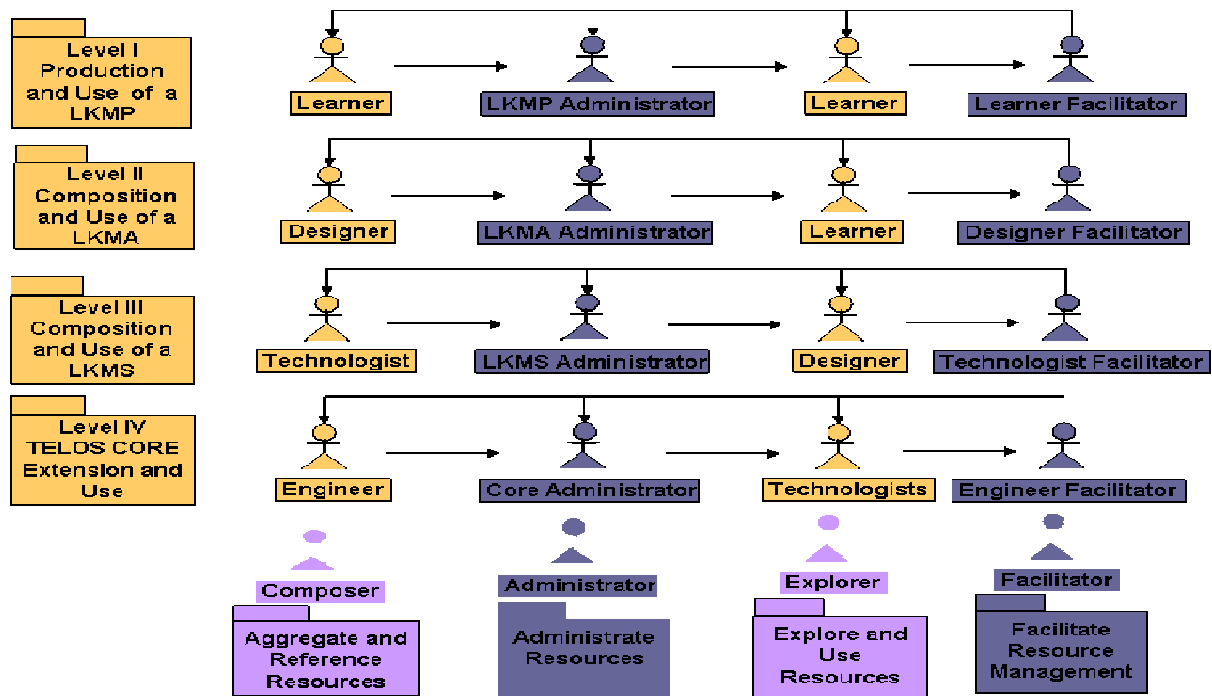 Level I
Production
and Use of a
LKMP
Learner
LKMP Administrator
Learner
Learner Facilitator
Level II
Composition
and Use of a
LKMA
Designer
LKMA Administrator
Learner
Designer Facilitator
Level III
Composition
and Use of a
LKMS
Technologist
LKMS Administrator
Designer
Technologist Facilitator
Level IV
TELOS CORE
Extension and
Use
Engineer
Core Administrator
Technologists
Engineer Facilitator
Composer
Administrator
Explorer
Facilitator
Aggregate and
Reference
Resources
Administrate
Resources
Explore and
Use
Resources
Facilitate
Resource
Management